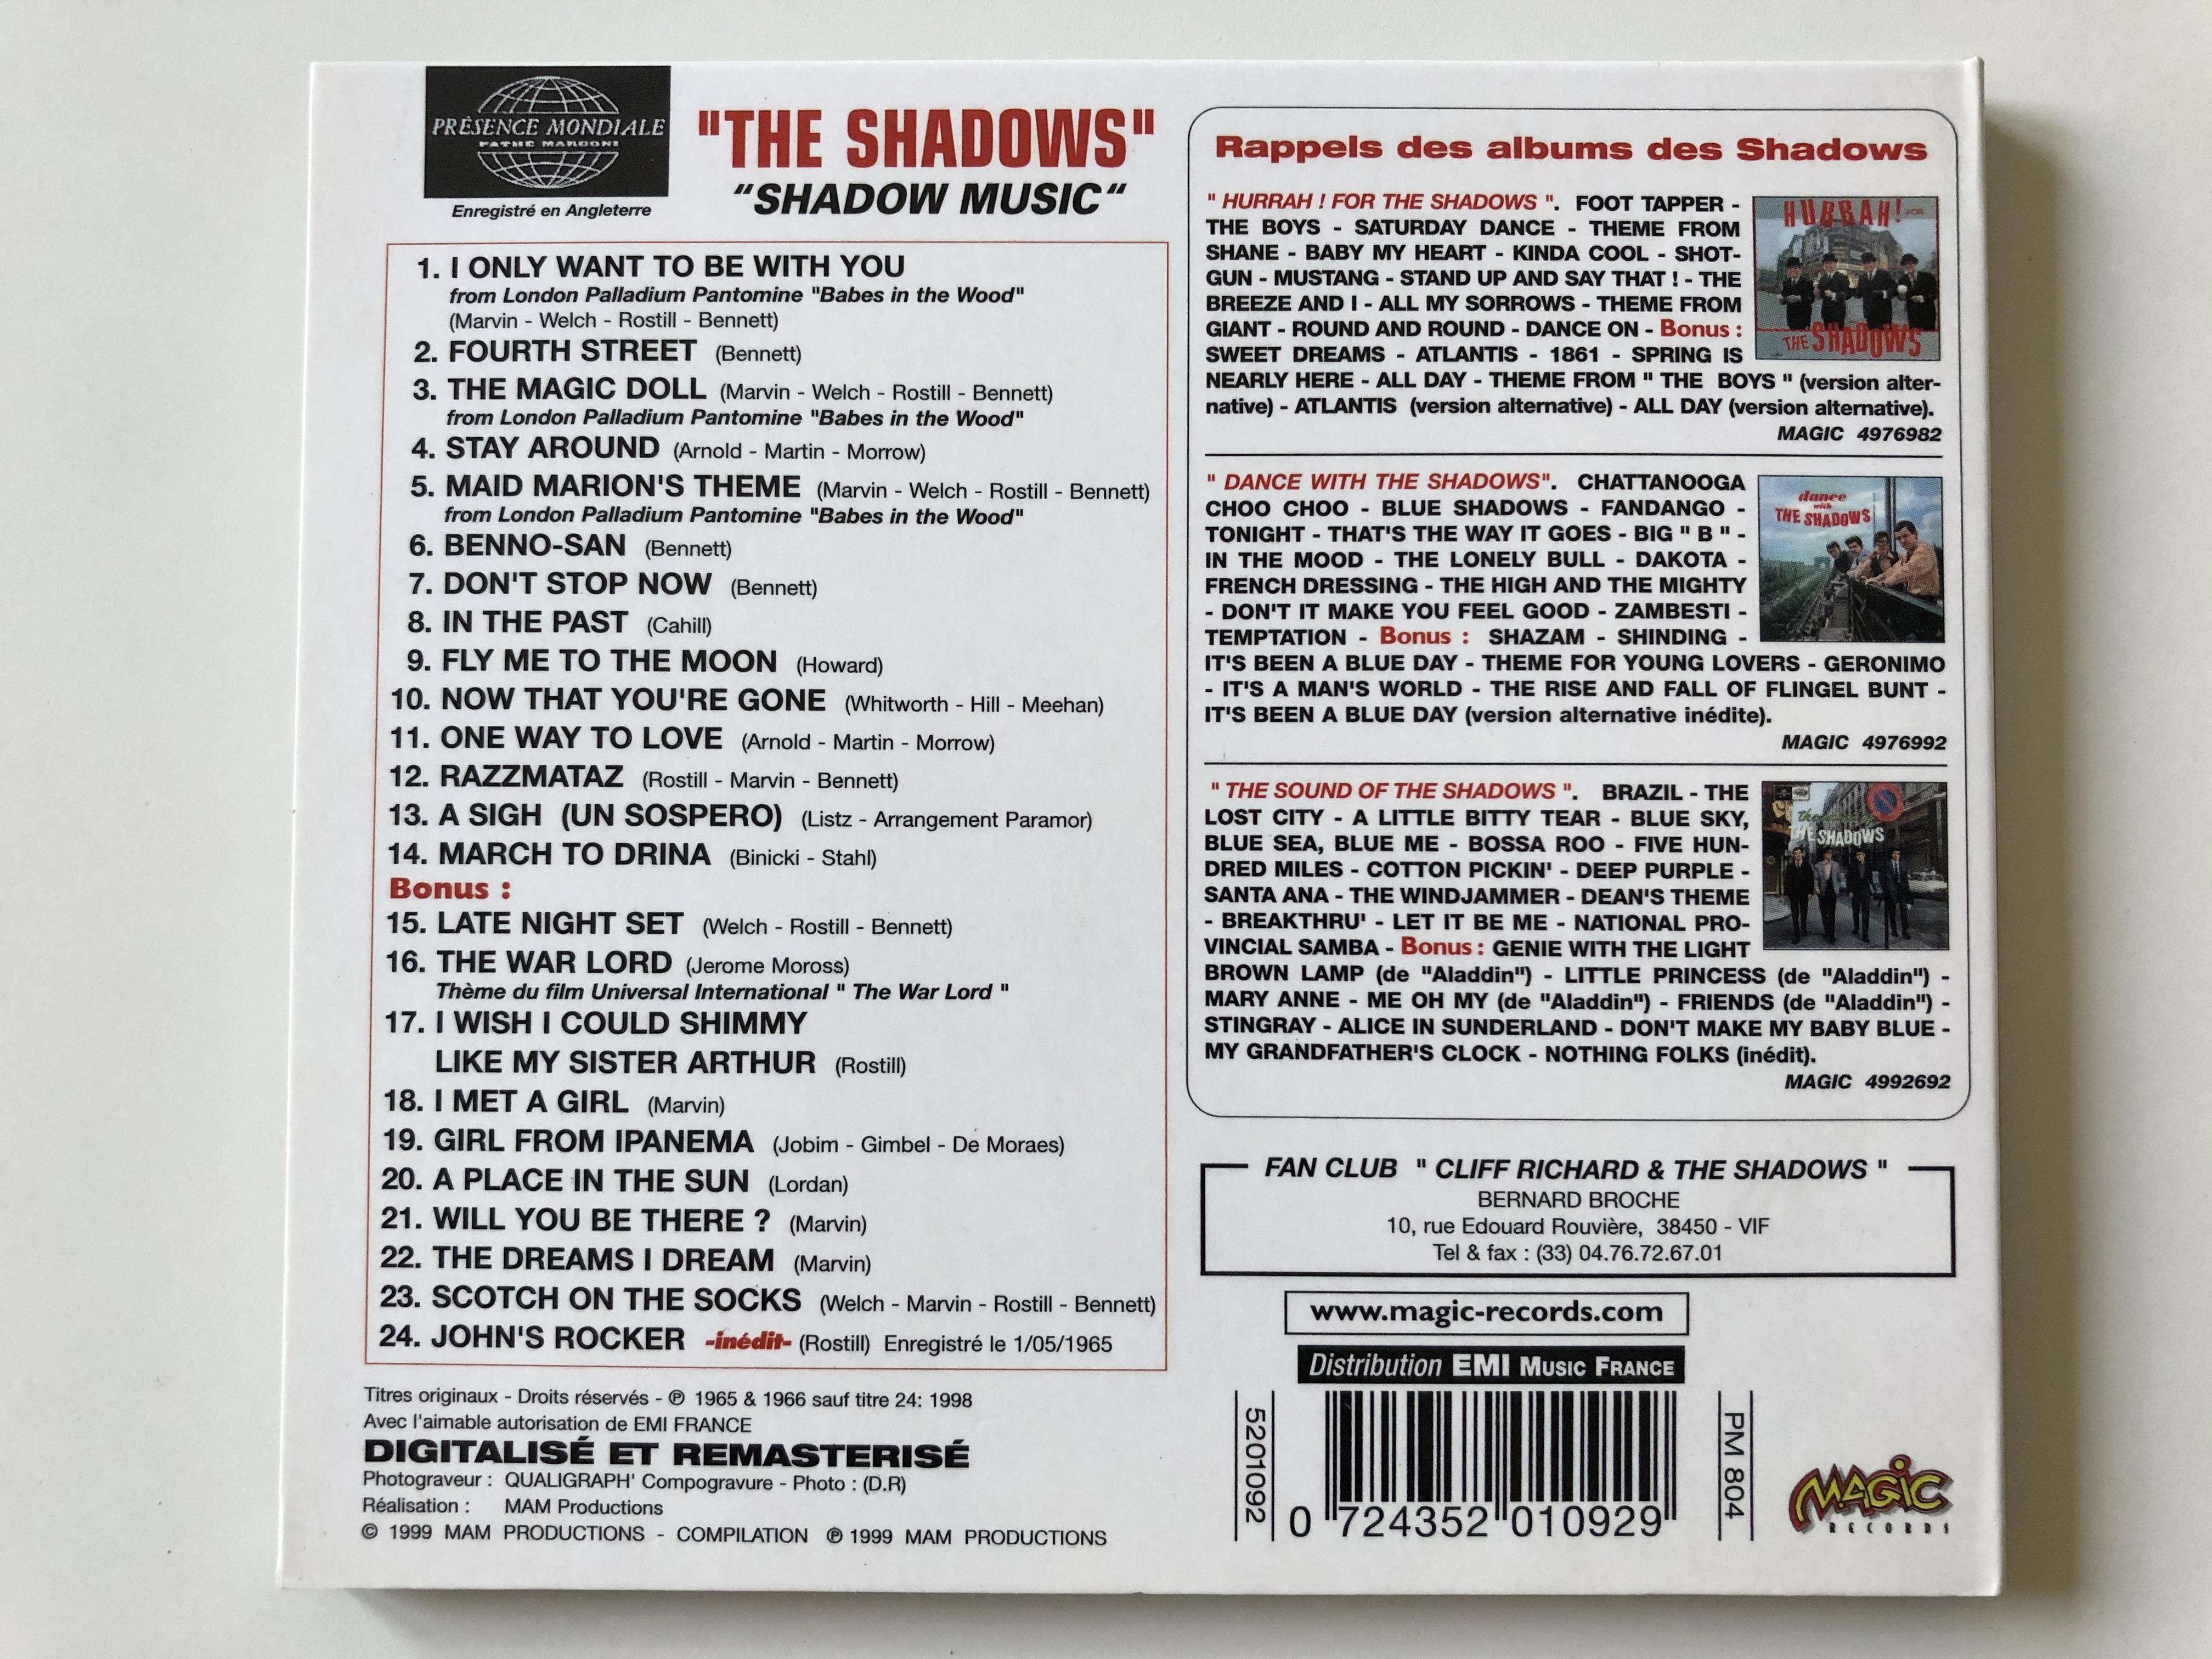 PRÉSENCE MONDIALE
PATHÉ MARCONI
Enregistré en Angleterre
"THE SHADOWS"
"SHADOW MUSIC"
1. I ONLY WANT TO BE WITH YOU
from London Palladium Pantomine "Babes in the Wood"
(Marvin - Welch - Rostill - Bennett)
2. FOURTH STREET (Bennett)
3. THE MAGIC DOLL (Marvin - Welch - Rostill - Bennett)
from London Palladium Pantomine "Babes in the Wood"
4. STAY AROUND (Arnold - Martin - Morrow)
5. MAID MARION'S THEME (Marvin - Welch - Rostill - Bennett)
from London Palladium Pantomine "Babes in the Wood"
6. BENNO-SAN (Bennett)
7. DON'T STOP NOW (Bennett)
8. IN THE PAST (Cahill)
9. FLY ME TO THE MOON (Howard)
10. NOW THAT YOU'RE GONE (Whitworth - Hill - Meehan)
11. ONE WAY TO LOVE (Arnold - Martin - Morrow)
12. RAZZMATAZ (Rostill - Marvin - Bennett)
13. A SIGH (UN SOSPERO) (Listz - Arrangement Paramor)
14. MARCH TO DRINA (Binicki - Stahl)
Bonus :
15. LATE NIGHT SET (Welch - Rostill - Bennett)
16. THE WAR LORD (Jerome Moross)
Thème du film Universal International " The War Lord "
17. I WISH I COULD SHIMMY
LIKE MY SISTER ARTHUR (Rostill)
18. I MET A GIRL (Marvin)
19. GIRL FROM IPANEMA (Jobim - Gimbel - De Moraes)
20. A PLACE IN THE SUN (Lordan)
21. WILL YOU BE THERE ? (Marvin)
22. THE DREAMS I DREAM (Marvin)
23. SCOTCH ON THE SOCKS (Welch - Marvin - Rostill - Bennett)
24. JOHN'S ROCKER -inédit- (Rostill) Enregistré le 1/05/1965
Titres originaux - Droits réservés - ℗ 1965 & 1966 sauf titre 24: 1998
Avec l'aimable autorisation de EMI FRANCE
DIGITALISÉ ET REMASTERISÉ
Photograveur : QUALIGRAPH' Compogravure - Photo : (D.R)
Réalisation : MAM Productions
© 1999 MAM PRODUCTIONS - COMPILATION ℗ 1999 MAM PRODUCTIONS
Rappels des albums des Shadows
" HURRAH ! FOR THE SHADOWS ". FOOT TAPPER -
THE BOYS - SATURDAY DANCE - THEME FROM
SHANE - BABY MY HEART - KINDA COOL - SHOT-
GUN - MUSTANG - STAND UP AND SAY THAT ! - THE
BREEZE AND I - ALL MY SORROWS - THEME FROM
GIANT - ROUND AND ROUND - DANCE ON - Bonus :
SWEET DREAMS - ATLANTIS - 1861 - SPRING IS
NEARLY HERE - ALL DAY - THEME FROM " THE BOYS " (version alter-
native) - ATLANTIS (version alternative) - ALL DAY (version alternative).
MAGIC 4976982
HURRAH! FOR
THE SHADOWS
" DANCE WITH THE SHADOWS". CHATTANOOGA
CHOO CHOO - BLUE SHADOWS - FANDANGO -
TONIGHT - THAT'S THE WAY IT GOES - BIG " B " -
IN THE MOOD - THE LONELY BULL - DAKOTA -
FRENCH DRESSING - THE HIGH AND THE MIGHTY
- DON'T IT MAKE YOU FEEL GOOD - ZAMBESTI -
TEMPTATION - Bonus : SHAZAM - SHINDING -
IT'S BEEN A BLUE DAY - THEME FOR YOUNG LOVERS - GERONIMO
- IT'S A MAN'S WORLD - THE RISE AND FALL OF FLINGEL BUNT -
IT'S BEEN A BLUE DAY (version alternative inédite).
MAGIC 4976992
dance
with
THE SHADOWS
" THE SOUND OF THE SHADOWS ". BRAZIL - THE
LOST CITY - A LITTLE BITTY TEAR - BLUE SKY,
BLUE SEA, BLUE ME - BOSSA ROO - FIVE HUN-
DRED MILES - COTTON PICKIN' - DEEP PURPLE -
SANTA ANA - THE WINDJAMMER - DEAN'S THEME
- BREAKTHRU' - LET IT BE ME - NATIONAL PRO-
VINCIAL SAMBA - Bonus : GENIE WITH THE LIGHT
BROWN LAMP (de "Aladdin") - LITTLE PRINCESS (de "Aladdin") -
MARY ANNE - ME OH MY (de "Aladdin") - FRIENDS (de "Aladdin") -
STINGRAY - ALICE IN SUNDERLAND - DON'T MAKE MY BABY BLUE -
MY GRANDFATHER'S CLOCK - NOTHING FOLKS (inédit).
MAGIC 4992692
THE SHADOWS
FAN CLUB " CLIFF RICHARD & THE SHADOWS "
BERNARD BROCHE
10, rue Edouard Rouvière, 38450 - VIF
Tel & fax : (33) 04.76.72.67.01
www.magic-records.com
Distribution EMI MUSIC FRANCE
5201092
0 724352 010929
PM 804
MAGIC
RECORDS